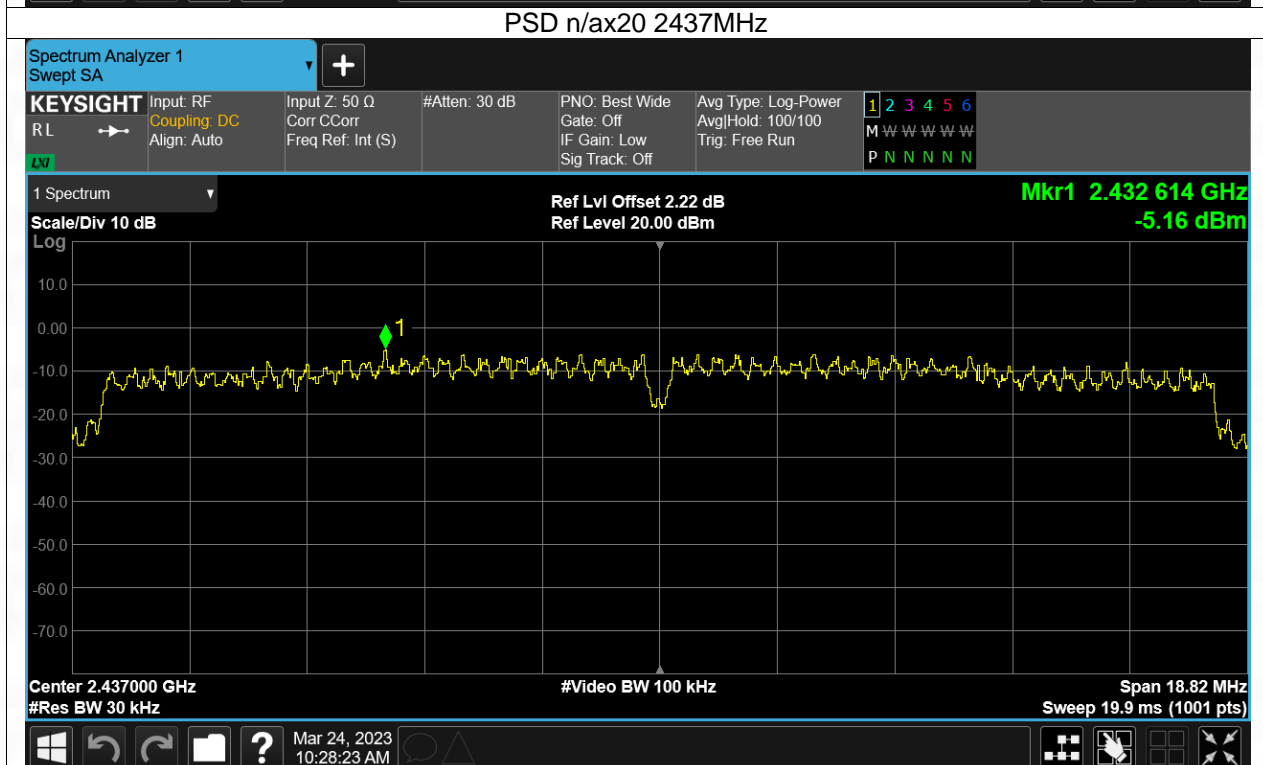 PSD n/ax20 2437MHz
Spectrum Analyzer 1
Swept SA
KEYSIGHT
RL
LXI
Input: RF
Coupling: DC
Align: Auto
Input Z: 50 Ω
Corr CCorr
Freq Ref: Int (S)
#Atten: 30 dB
PNO: Best Wide
Gate: Off
IF Gain: Low
Sig Track: Off
Avg Type: Log-Power
Avg|Hold: 100/100
Trig: Free Run
1 2 3 4 5 6
M W W W W W
P N N N N N
1 Spectrum
Scale/Div 10 dB
Log
Ref Lvl Offset 2.22 dB
Ref Level 20.00 dBm
Mkr1 2.432 614 GHz
-5.16 dBm
1
10.0
0.00
-10.0
-20.0
-30.0
-40.0
-50.0
-60.0
-70.0
Center 2.437000 GHz
#Res BW 30 kHz
#Video BW 100 kHz
Span 18.82 MHz
Sweep 19.9 ms (1001 pts)
?
Mar 24, 2023
10:28:23 AM